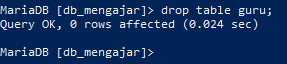 MariaDB [db_mengajar]> drop table guru;
Query OK, 0 rows affected (0.024 sec)
MariaDB [db_mengajar]>